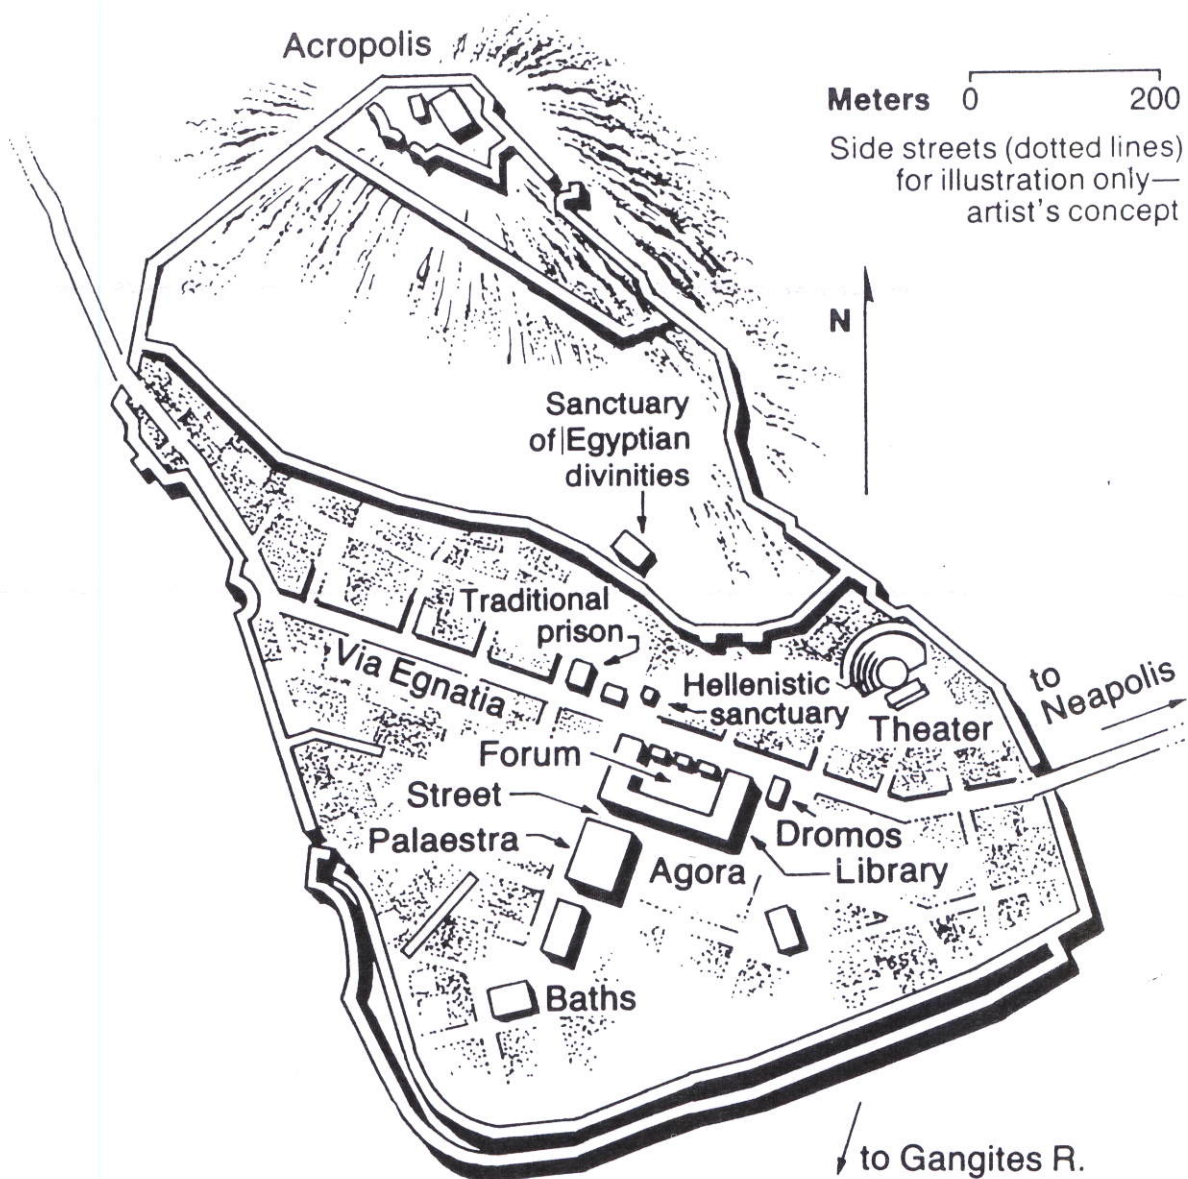 Acropolis
Meters 0 200
Side streets (dotted lines)
for illustration only—
artist's concept
N
Sanctuary
of Egyptian
divinities
Traditional
prison
Via Egnatia
Hellenistic
sanctuary
Theater
to
Neapolis
Forum
Street
Palaestra
Dromos
Agora
Library
Baths
to Gangites R.